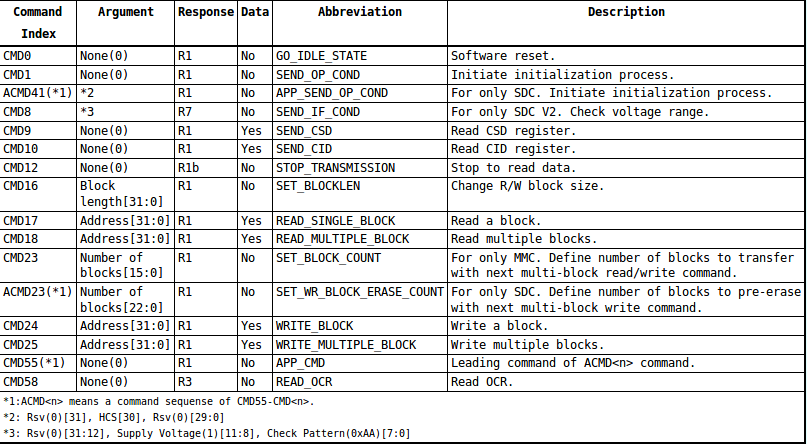 Command Index Argument Response Data Abbreviation Description
CMD0 None(0) R1 No GO_IDLE_STATE Software reset.
CMD1 None(0) R1 No SEND_OP_COND Initiate initialization process.
ACMD41(*1) *2 R1 No APP_SEND_OP_COND For only SDC. Initiate initialization process.
CMD8 *3 R7 No SEND_IF_COND For only SDC V2. Check voltage range.
CMD9 None(0) R1 Yes SEND_CSD Read CSD register.
CMD10 None(0) R1 Yes SEND_CID Read CID register.
CMD12 None(0) R1b No STOP_TRANSMISSION Stop to read data.
CMD16 Block R1 No SET_BLOCKLEN Change R/W block size.
length[31:0]
CMD17 Address[31:0] R1 Yes READ_SINGLE_BLOCK Read a block.
CMD18 Address[31:0] R1 Yes READ_MULTIPLE_BLOCK Read multiple blocks.
CMD23 Number of R1 No SET_BLOCK_COUNT For only MMC. Define number of blocks to transfer
blocks[15:0] with next multi-block read/write command.
ACMD23(*1) Number of R1 No SET_WR_BLOCK_ERASE_COUNT For only SDC. Define number of blocks to pre-erase
blocks[22:0] with next multi-block write command.
CMD24 Address[31:0] R1 Yes WRITE_BLOCK Write a block.
CMD25 Address[31:0] R1 Yes WRITE_MULTIPLE_BLOCK Write multiple blocks.
CMD55(*1) None(0) R1 No APP_CMD Leading command of ACMD<n> command.
CMD58 None(0) R3 No READ_OCR Read OCR.
*1:ACMD<n> means a command sequense of CMD55-CMD<n>.
*2: Rsv(0)[31], HCS[30], Rsv(0)[29:0]
*3: Rsv(0)[31:12], Supply Voltage(1)[11:8], Check Pattern(0xAA)[7:0]